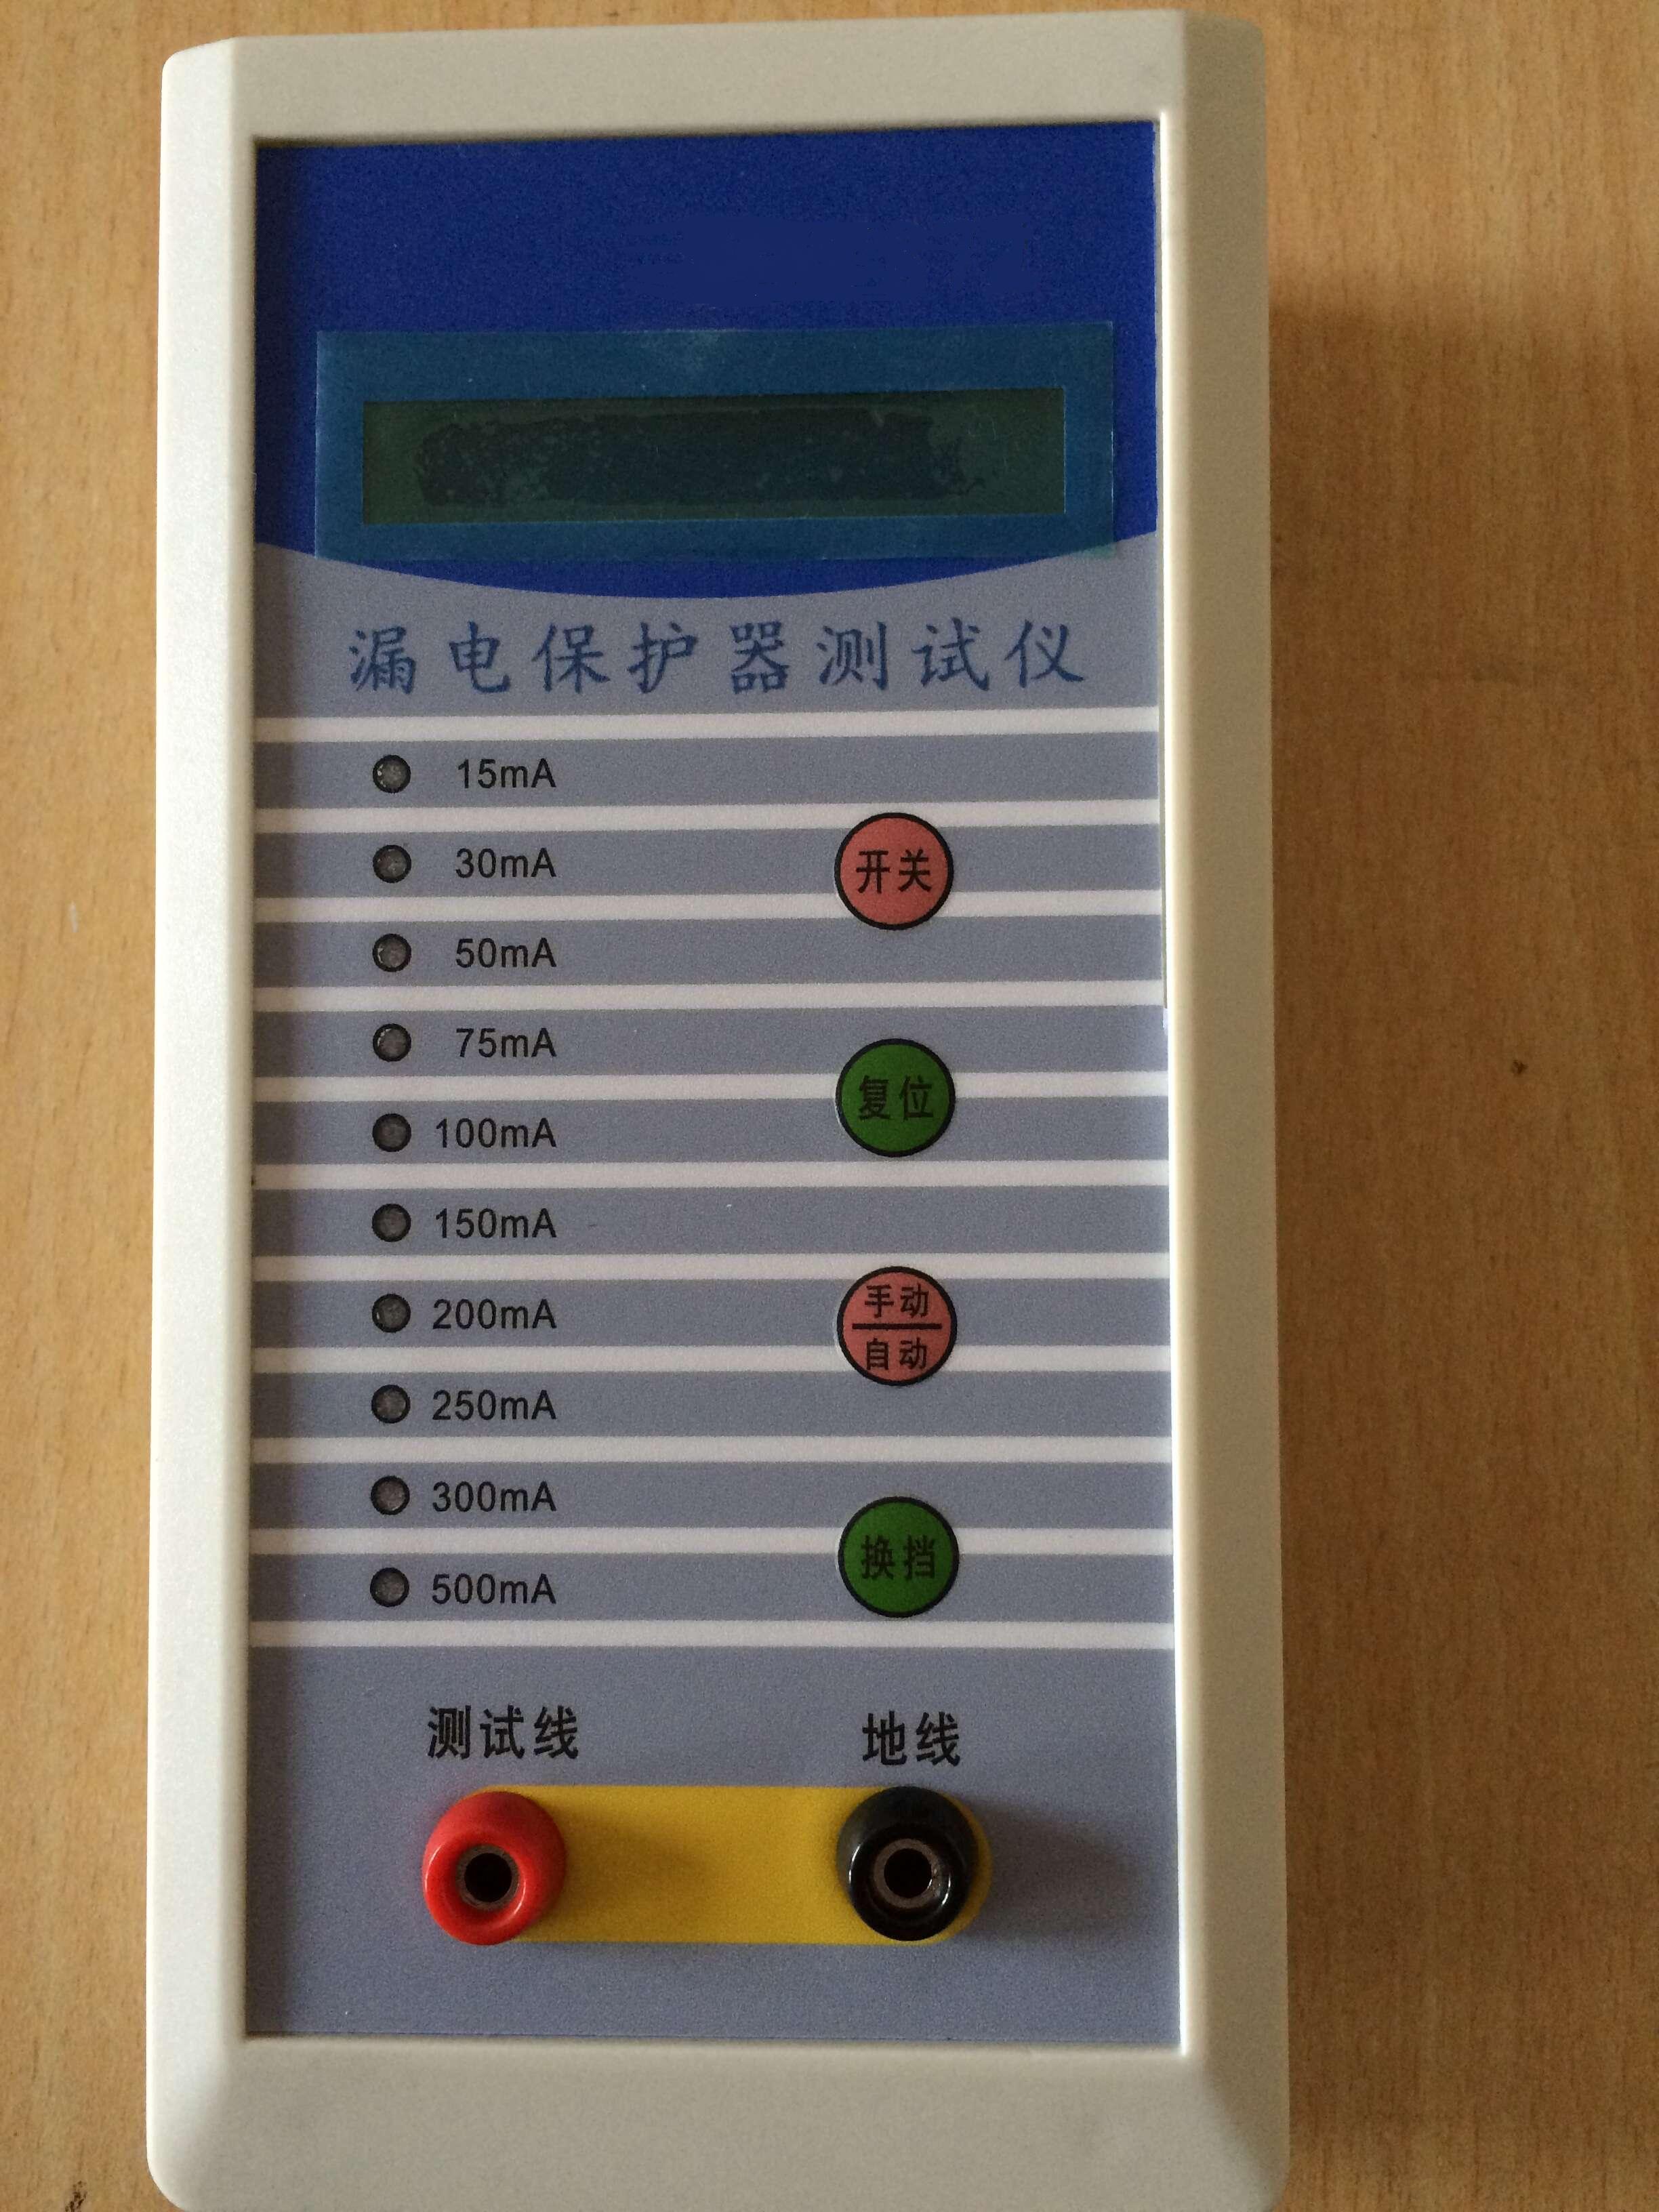 漏电保护器测试仪
15mA
30mA
开关
50mA
75mA
复位
100mA
150mA
200mA
手动
自动
250mA
300mA
换挡
500mA
测试线
地线